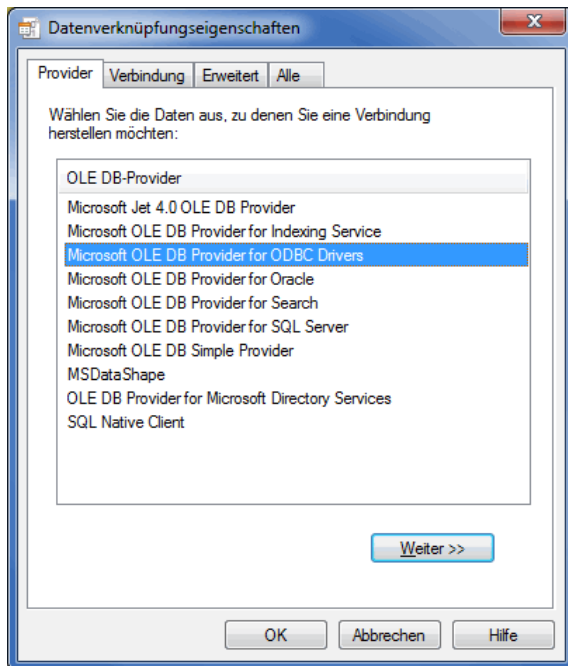 Datenverknüpfungseigenschaften
Provider Verbindung Erweitert Alle
Wählen Sie die Daten aus, zu denen Sie eine Verbindung
herstellen möchten:
OLE DB-Provider
Microsoft Jet 4.0 OLE DB Provider
Microsoft OLE DB Provider for Indexing Service
Microsoft OLE DB Provider for ODBC Drivers
Microsoft OLE DB Provider for Oracle
Microsoft OLE DB Provider for Search
Microsoft OLE DB Provider for SQL Server
Microsoft OLE DB Simple Provider
MSDataShape
OLE DB Provider for Microsoft Directory Services
SQL Native Client
Weiter >>
OK Abbrechen Hilfe